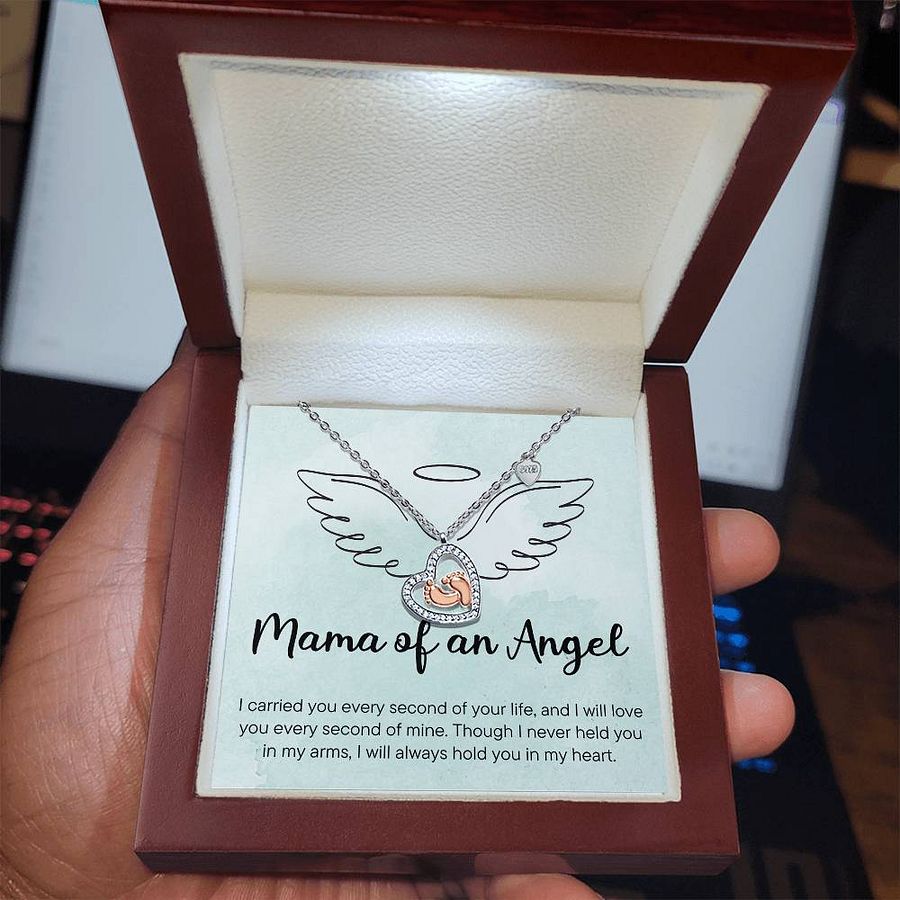 Mama of an Angel
I carried you every second of your life, and I will love
you every second of mine. Though I never held you
in my arms, I will always hold you in my heart.